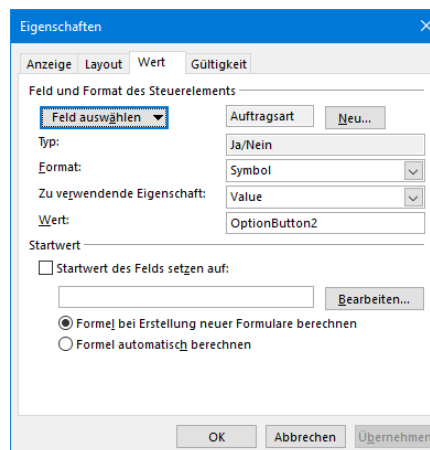 Eigenschaften
Anzeige Layout Wert Gültigkeit
Feld und Format des Steuerelements
Feld auswählen Auftragsart Neu...
Typ: Ja/Nein
Format: Symbol
Zu verwendende Eigenschaft: Value
Wert: OptionButton2
Startwert
Startwert des Felds setzen auf:
Bearbeiten...
Formel bei Erstellung neuer Formulare berechnen
Formel automatisch berechnen
OK Abbrechen Übernehmen